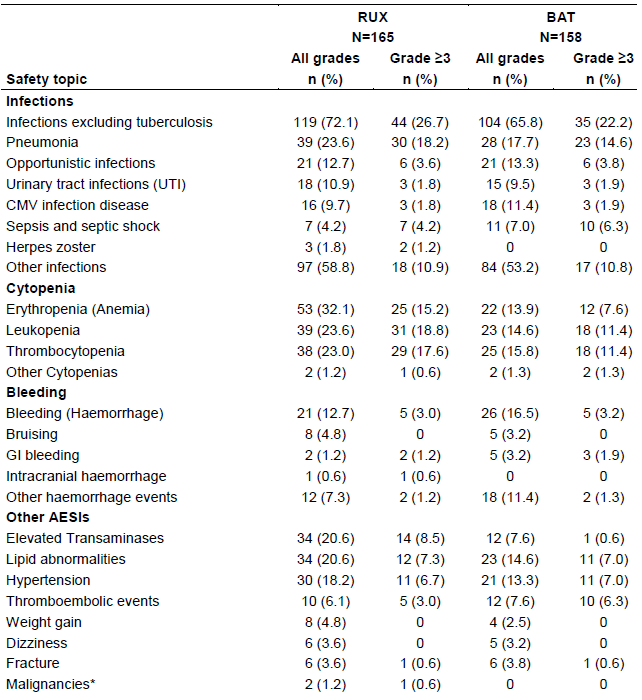 RUX BAT
N=165 N=158
All grades Grade ≥3 All grades Grade ≥3
Safety topic n (%) n (%) n (%) n (%)
Infections
Infections excluding tuberculosis 119 (72.1) 44 (26.7) 104 (65.8) 35 (22.2)
Pneumonia 39 (23.6) 30 (18.2) 28 (17.7) 23 (14.6)
Opportunistic infections 21 (12.7) 6 (3.6) 21 (13.3) 6 (3.8)
Urinary tract infections (UTI) 18 (10.9) 3 (1.8) 15 (9.5) 3 (1.9)
CMV infection disease 16 (9.7) 3 (1.8) 18 (11.4) 3 (1.9)
Sepsis and septic shock 7 (4.2) 7 (4.2) 11 (7.0) 10 (6.3)
Herpes zoster 3 (1.8) 2 (1.2) 0 0
Other infections 97 (58.8) 18 (10.9) 84 (53.2) 17 (10.8)
Cytopenia
Erythropenia (Anemia) 53 (32.1) 25 (15.2) 22 (13.9) 12 (7.6)
Leukopenia 39 (23.6) 31 (18.8) 23 (14.6) 18 (11.4)
Thrombocytopenia 38 (23.0) 29 (17.6) 25 (15.8) 18 (11.4)
Other Cytopenias 2 (1.2) 1 (0.6) 2 (1.3) 2 (1.3)
Bleeding
Bleeding (Haemorrhage) 21 (12.7) 5 (3.0) 26 (16.5) 5 (3.2)
Bruising 8 (4.8) 0 5 (3.2) 0
GI bleeding 2 (1.2) 2 (1.2) 5 (3.2) 3 (1.9)
Intracranial haemorrhage 1 (0.6) 1 (0.6) 0 0
Other haemorrhage events 12 (7.3) 2 (1.2) 18 (11.4) 2 (1.3)
Other AESIs
Elevated Transaminases 34 (20.6) 14 (8.5) 12 (7.6) 1 (0.6)
Lipid abnormalities 34 (20.6) 12 (7.3) 23 (14.6) 11 (7.0)
Hypertension 30 (18.2) 11 (6.7) 21 (13.3) 11 (7.0)
Thromboembolic events 10 (6.1) 5 (3.0) 12 (7.6) 10 (6.3)
Weight gain 8 (4.8) 0 4 (2.5) 0
Dizziness 6 (3.6) 0 5 (3.2) 0
Fracture 6 (3.6) 1 (0.6) 6 (3.8) 1 (0.6)
Malignancies* 2 (1.2) 1 (0.6) 0 0